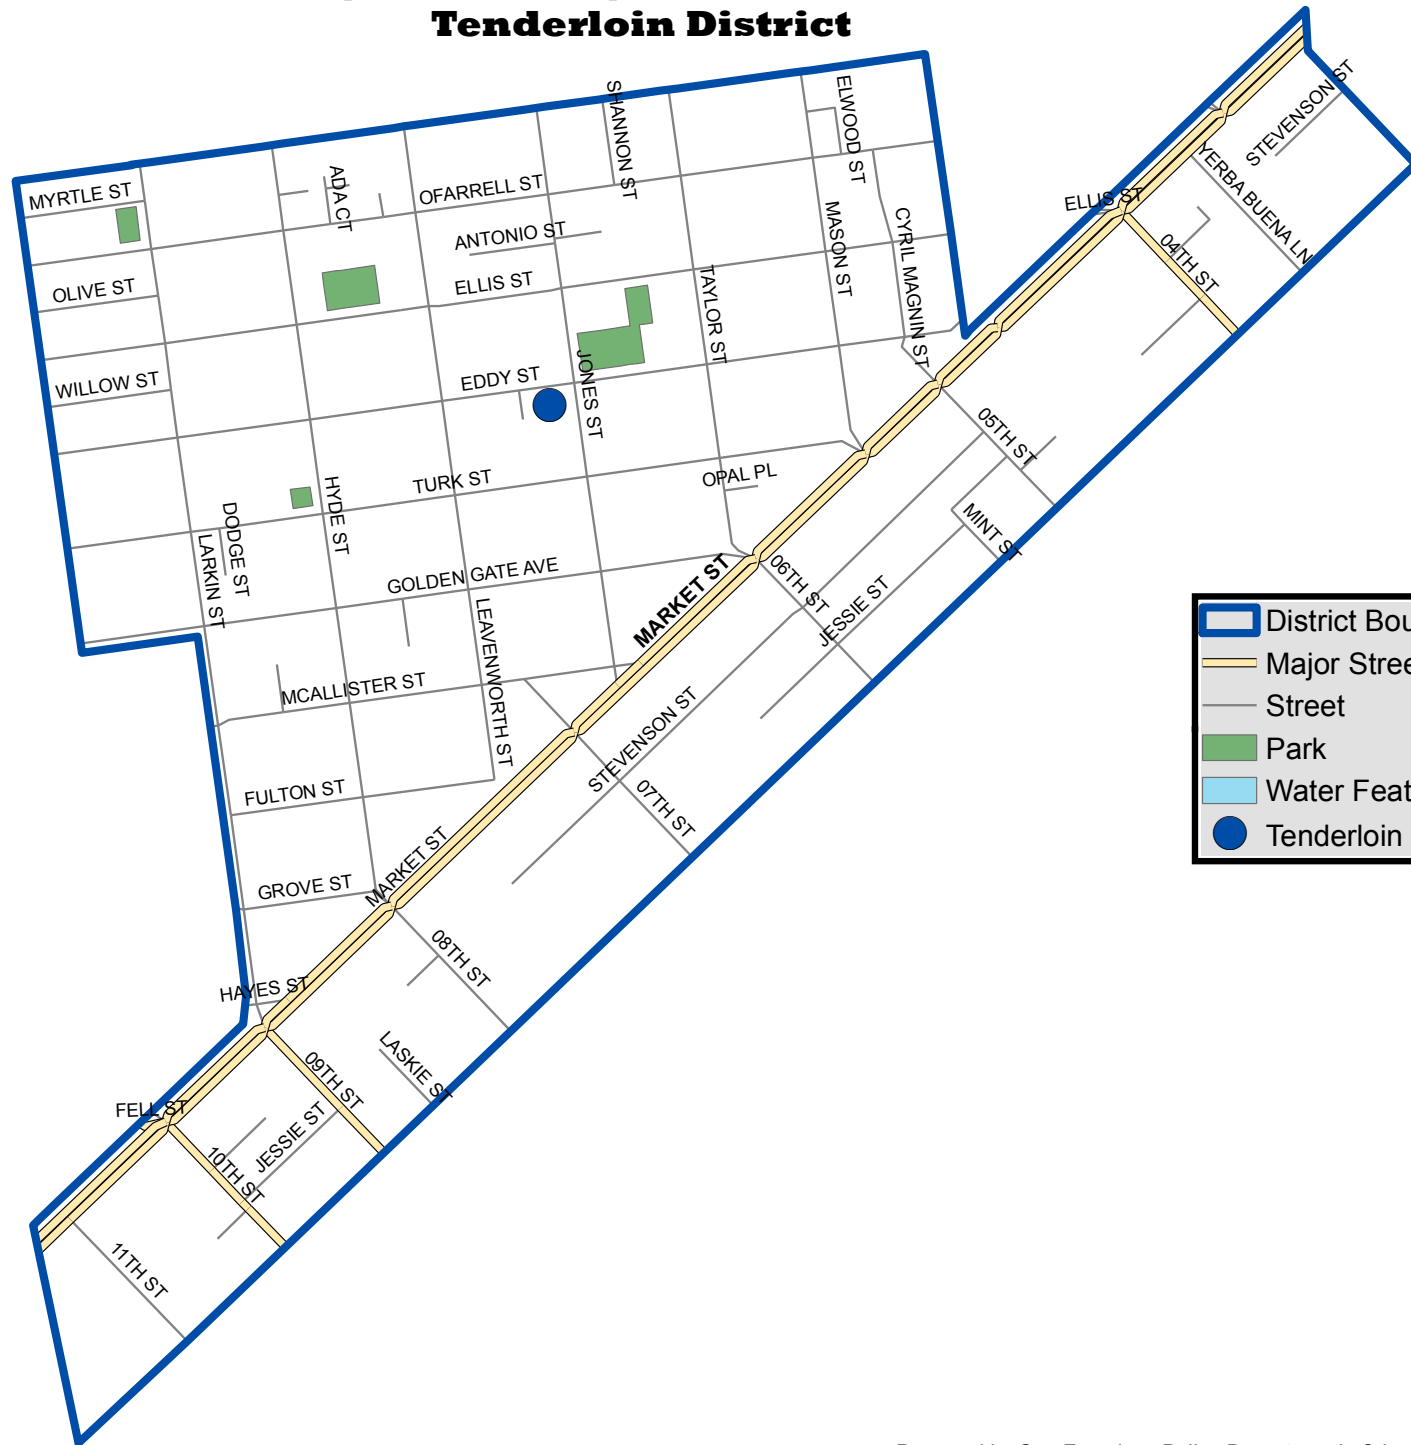 Tenderloin District
STEVENSON ST
ELWOOD ST
SHANNON ST
YERBA BUENA LN
MYRTLE ST
ADA CT
OFARRELL ST
ELLIS ST
MASON ST
CYRIL MAGNIN ST
ANTONIO ST
04TH ST
OLIVE ST
ELLIS ST
TAYLOR ST
WILLOW ST
EDDY ST
JONES ST
05TH ST
TURK ST
OPAL PL
HYDE ST
DODGE ST
LARKIN ST
MINT ST
GOLDEN GATE AVE
MARKET ST
06TH ST
JESSIE ST
LEAVENWORTH ST
MCALLISTER ST
STEVENSON ST
FULTON ST
07TH ST
MARKET ST
GROVE ST
08TH ST
HAYES ST
LASKIE ST
09TH ST
FELL ST
JESSIE ST
10TH ST
11TH ST
District Bou
Major Stree
Street
Park
Water Feat
Tenderloin